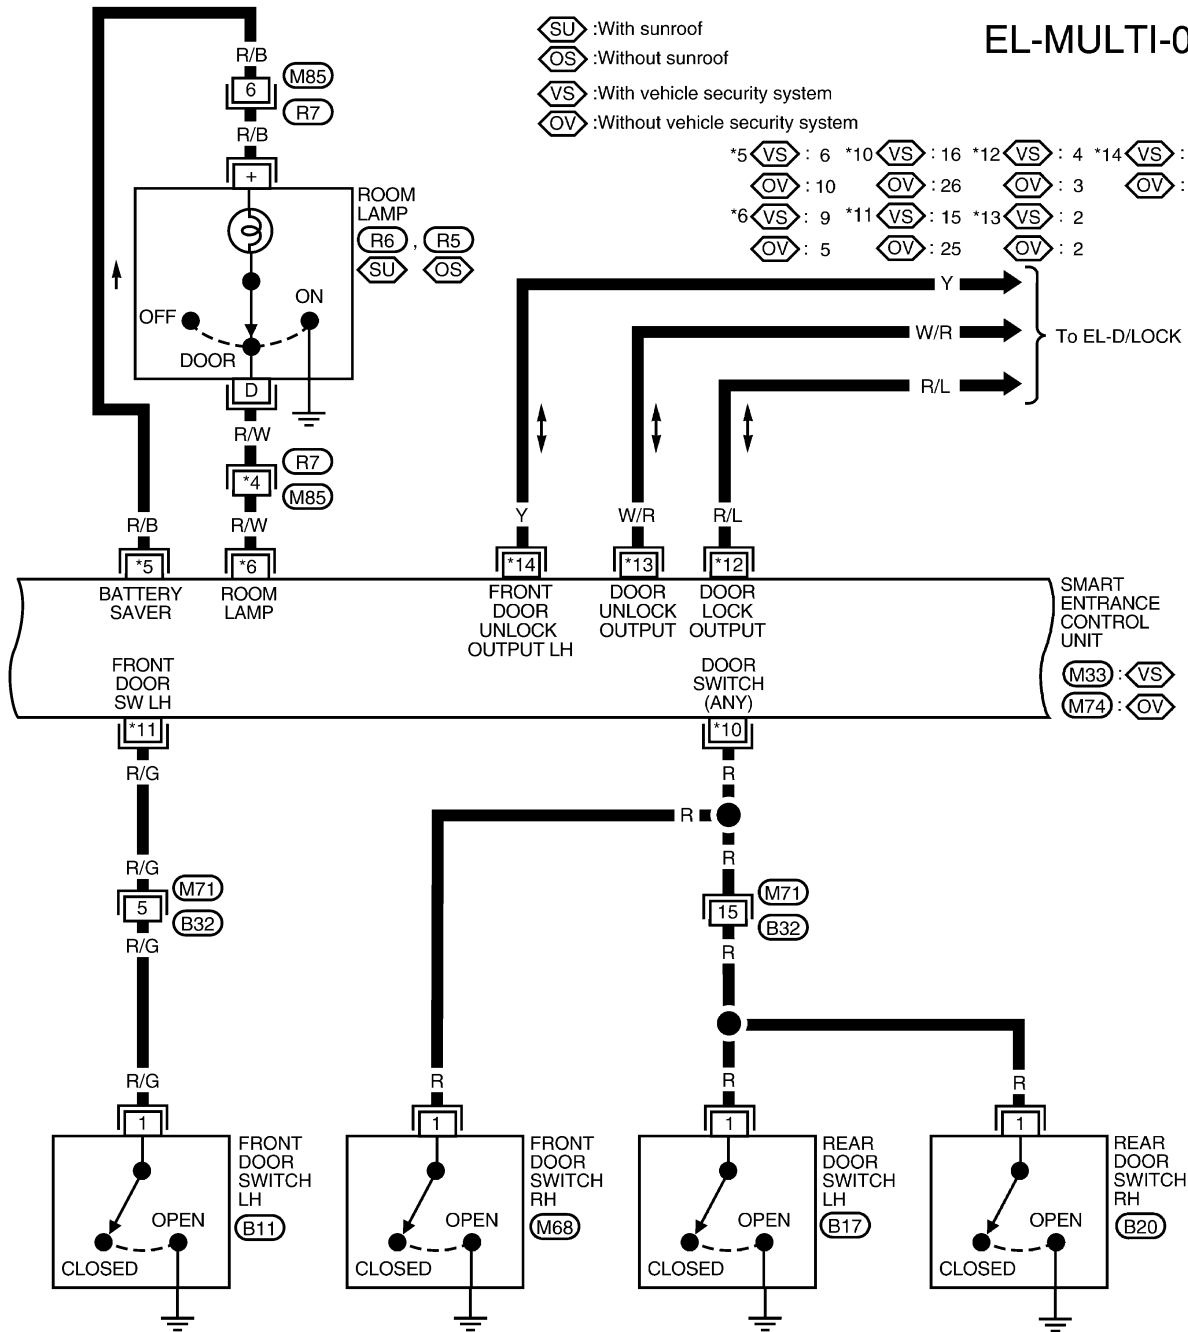 EL-MULTI-0
SU :With sunroof
OS :Without sunroof
VS :With vehicle security system
OV :Without vehicle security system
*5 VS : 6 *10 VS : 16 *12 VS : 4 *14 VS :
OV : 10 OV : 26 OV : 3 OV :
*6 VS : 9 *11 VS : 15 *13 VS : 2
OV : 5 OV : 25 OV : 2
R/B
6
M85
R7
R/B
+
ROOM
LAMP
R6 , R5
SU OS
OFF
ON
DOOR
D
R/W
R7
*4
M85
R/B
R/W
Y
W/R
R/L
To EL-D/LOCK
Y
W/R
R/L
*5
*6
*14
*13
*12
BATTERY
SAVER
ROOM
LAMP
FRONT
DOOR
UNLOCK
OUTPUT LH
DOOR
UNLOCK
OUTPUT
DOOR
LOCK
OUTPUT
SMART
ENTRANCE
CONTROL
UNIT
M33 : VS
M74 : OV
FRONT
DOOR
SW LH
DOOR
SWITCH
(ANY)
*11
*10
R/G
R
R
R/G
R
5
M71
B32
15
M71
B32
R/G
R
R/G
R
R
R
1
1
1
1
FRONT
DOOR
SWITCH
LH
B11
OPEN
CLOSED
FRONT
DOOR
SWITCH
RH
M68
OPEN
CLOSED
REAR
DOOR
SWITCH
LH
B17
OPEN
CLOSED
REAR
DOOR
SWITCH
RH
B20
OPEN
CLOSED